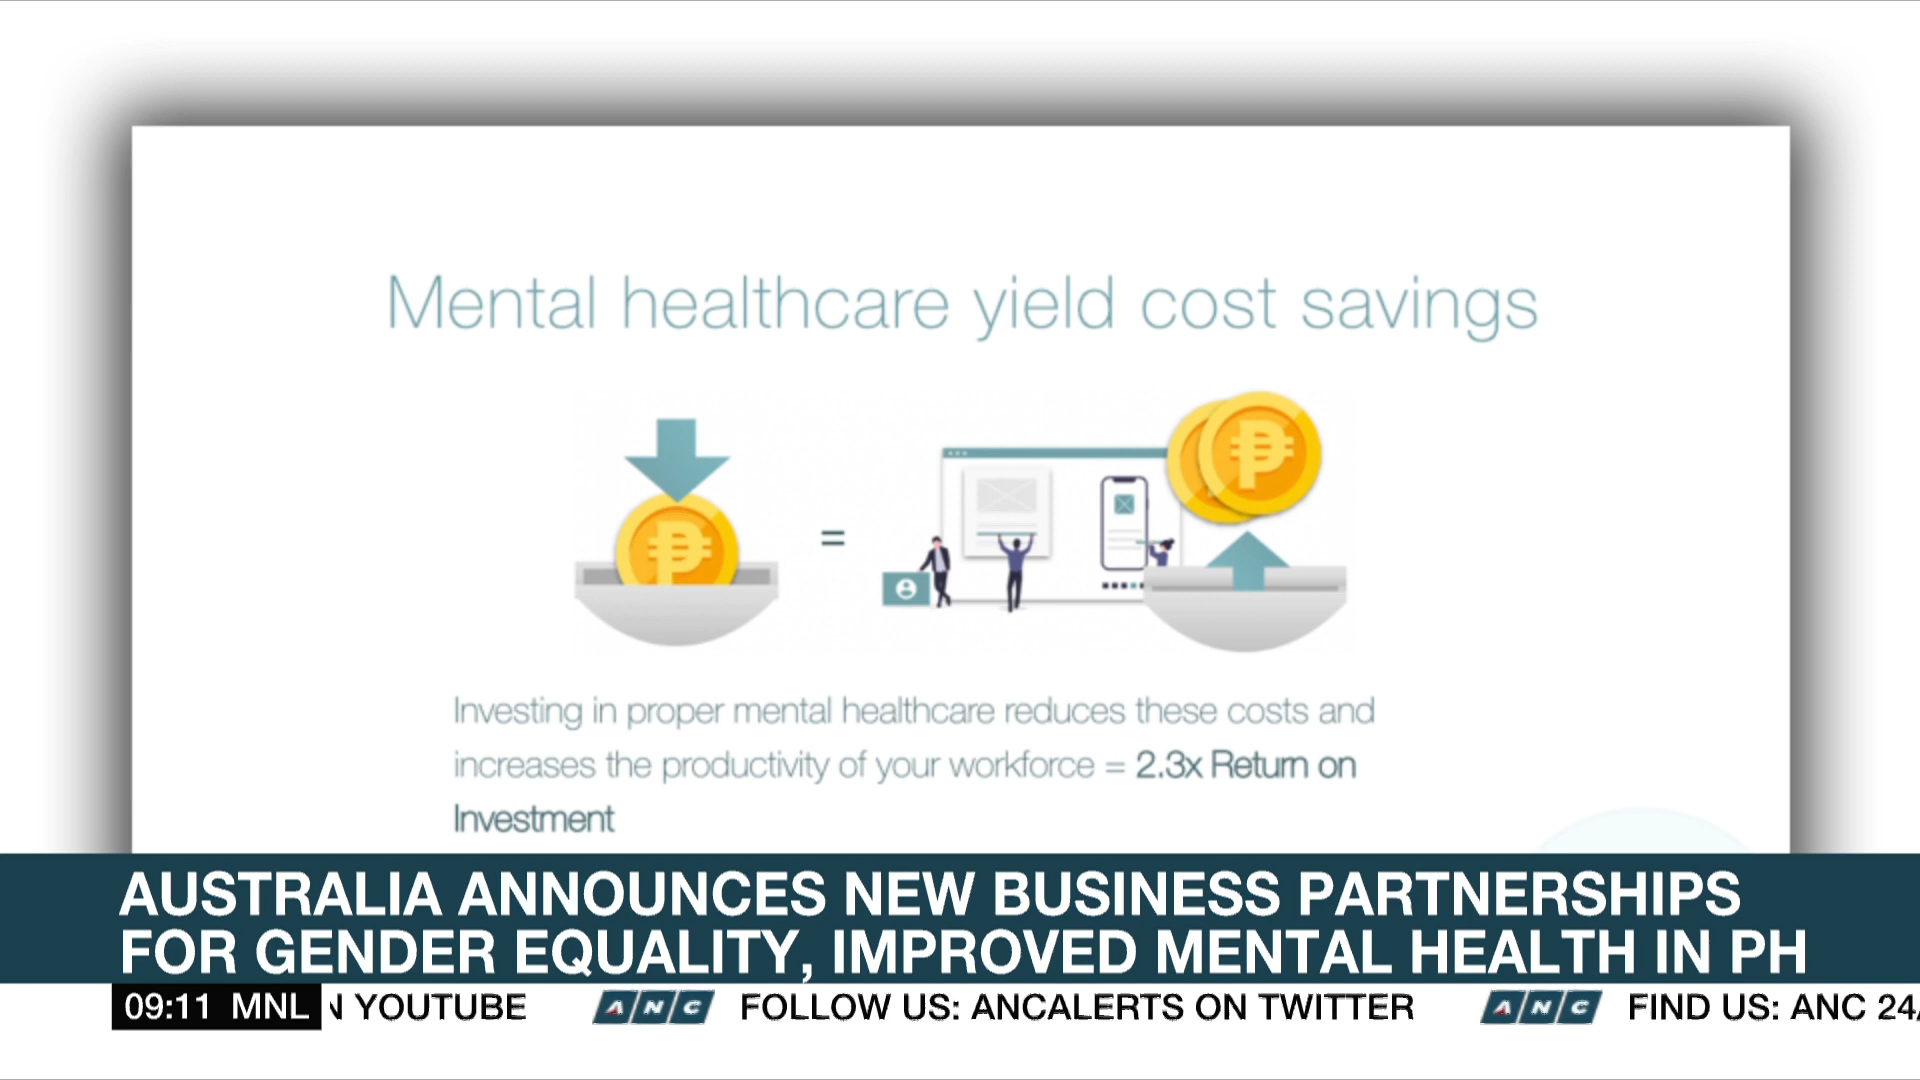 Mental healthcare yield cost savings
₱
=
₱
Investing in proper mental healthcare reduces these costs and
increases the productivity of your workforce = 2.3x Return on
Investment
AUSTRALIA ANNOUNCES NEW BUSINESS PARTNERSHIPS
FOR GENDER EQUALITY, IMPROVED MENTAL HEALTH IN PH
09:11 MNL N YOUTUBE ANC FOLLOW US: ANCALERTS ON TWITTER ANC FIND US: ANC 24/